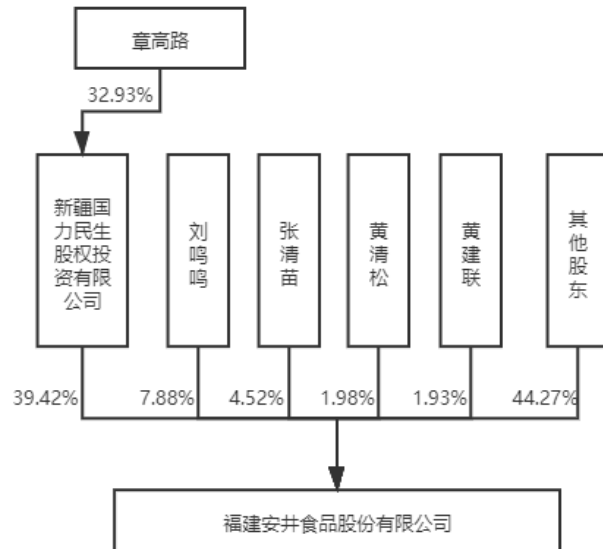 章高路
32.93%
新疆国
力民生
股权投
资有限
公司
刘鸣鸣
张清苗
黄清松
黄建联
其他股东
39.42%
7.88%
4.52%
1.98%
1.93%
44.27%
福建安井食品股份有限公司